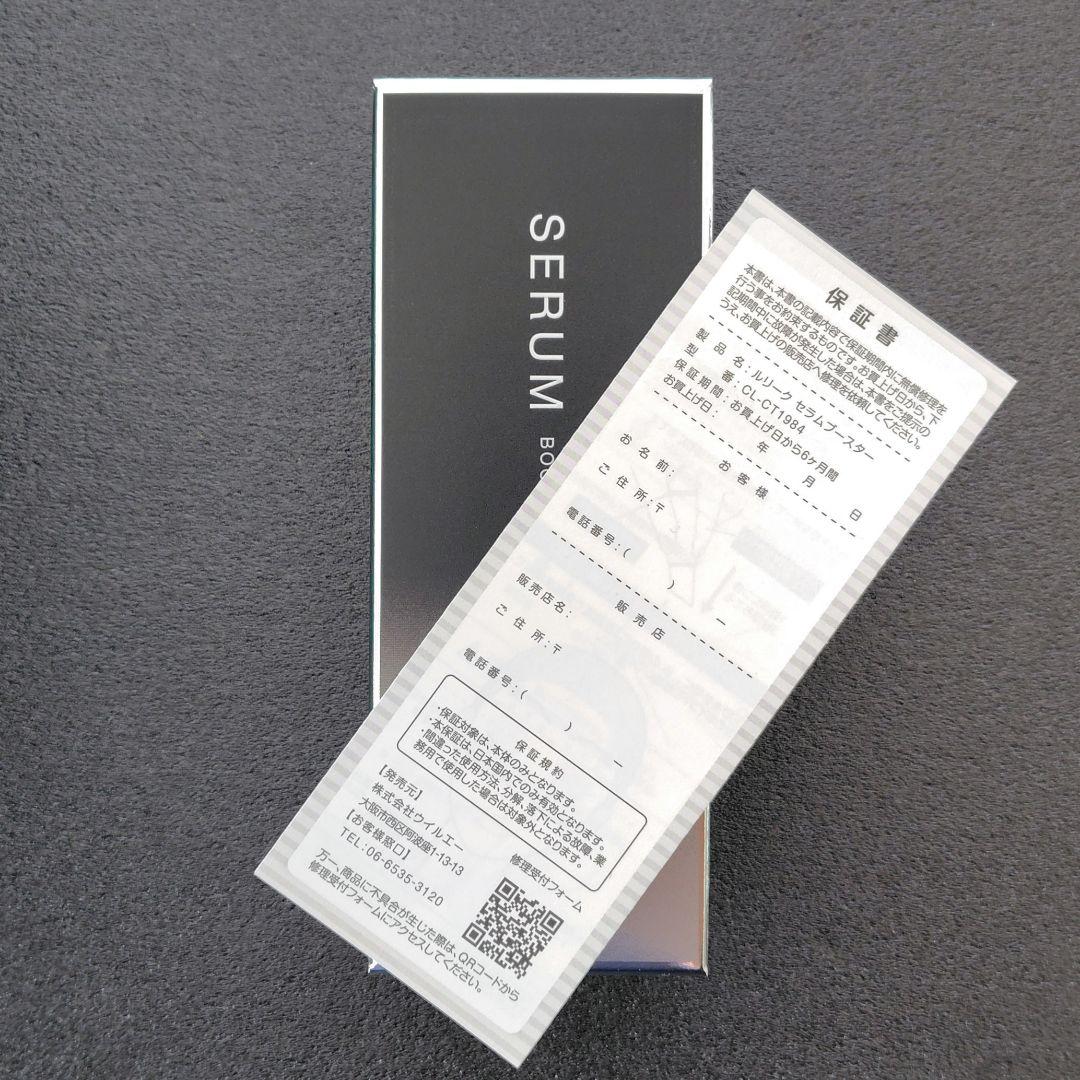 SERUM
保証書
本書は、本書の記載内容で保証期間内に無償修理を
行う事をお約束するものです。お買上げ日から、下
記期間中に故障が発生した場合は、本書をご提示の
うえ、お買上げの販売店へ修理を依頼してください。
製品名：ルリーク セラムブースター
型番：CL-CT1984
保証期間：お買上げ日から6ヶ月間
お買上げ日： 年 月 日
お客様
お名前：
ご住所：〒
電話番号：( ) －
販売店
販売店名：
ご住所：〒
電話番号：( ) －
保証規約
・保証対象は、本体のみとなります。
・本保証は、日本国内でのみ有効となります。
・間違った使用方法、分解、落下による故障、業
務用で使用した場合は対象外となります。
【発売元】
株式会社ウイルエー
大阪市西区阿波座1-13-13
【お客様窓口】
TEL：06-6535-3120
修理受付フォーム
万一、商品に不具合が生じた際は、QRコードから
修理受付フォームにアクセスしてください。